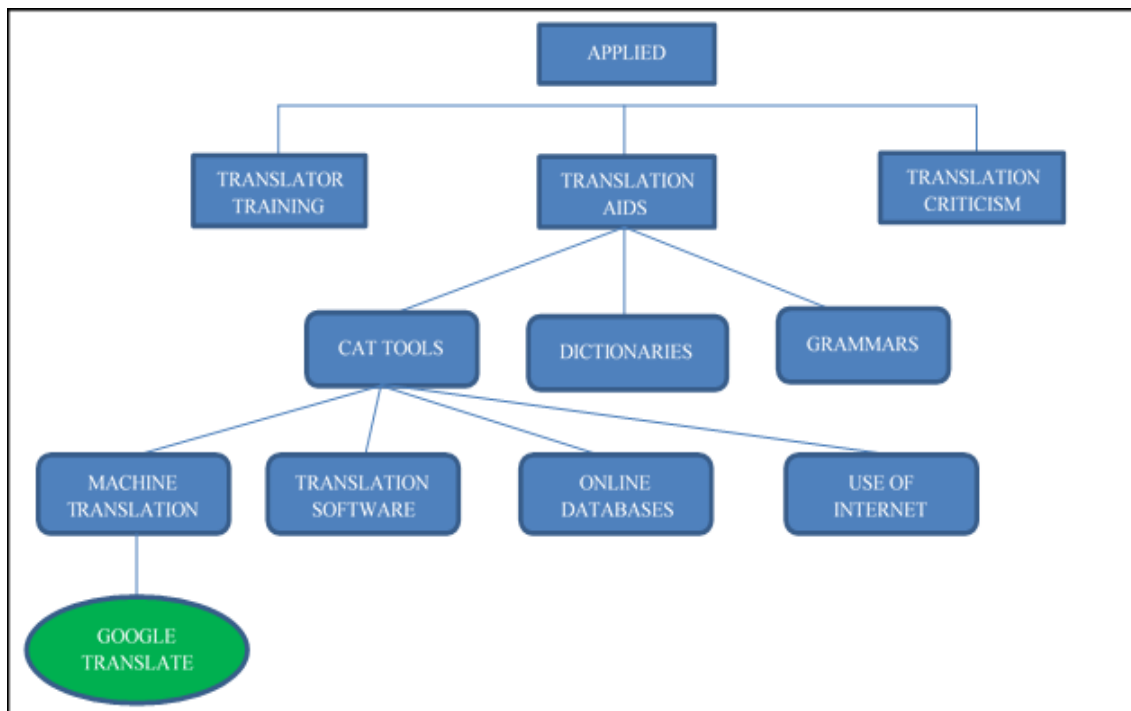 APPLIED
TRANSLATOR
TRAINING
TRANSLATION
AIDS
TRANSLATION
CRITICISM
CAT TOOLS
DICTIONARIES
GRAMMARS
MACHINE
TRANSLATION
TRANSLATION
SOFTWARE
ONLINE
DATABASES
USE OF
INTERNET
GOOGLE
TRANSLATE